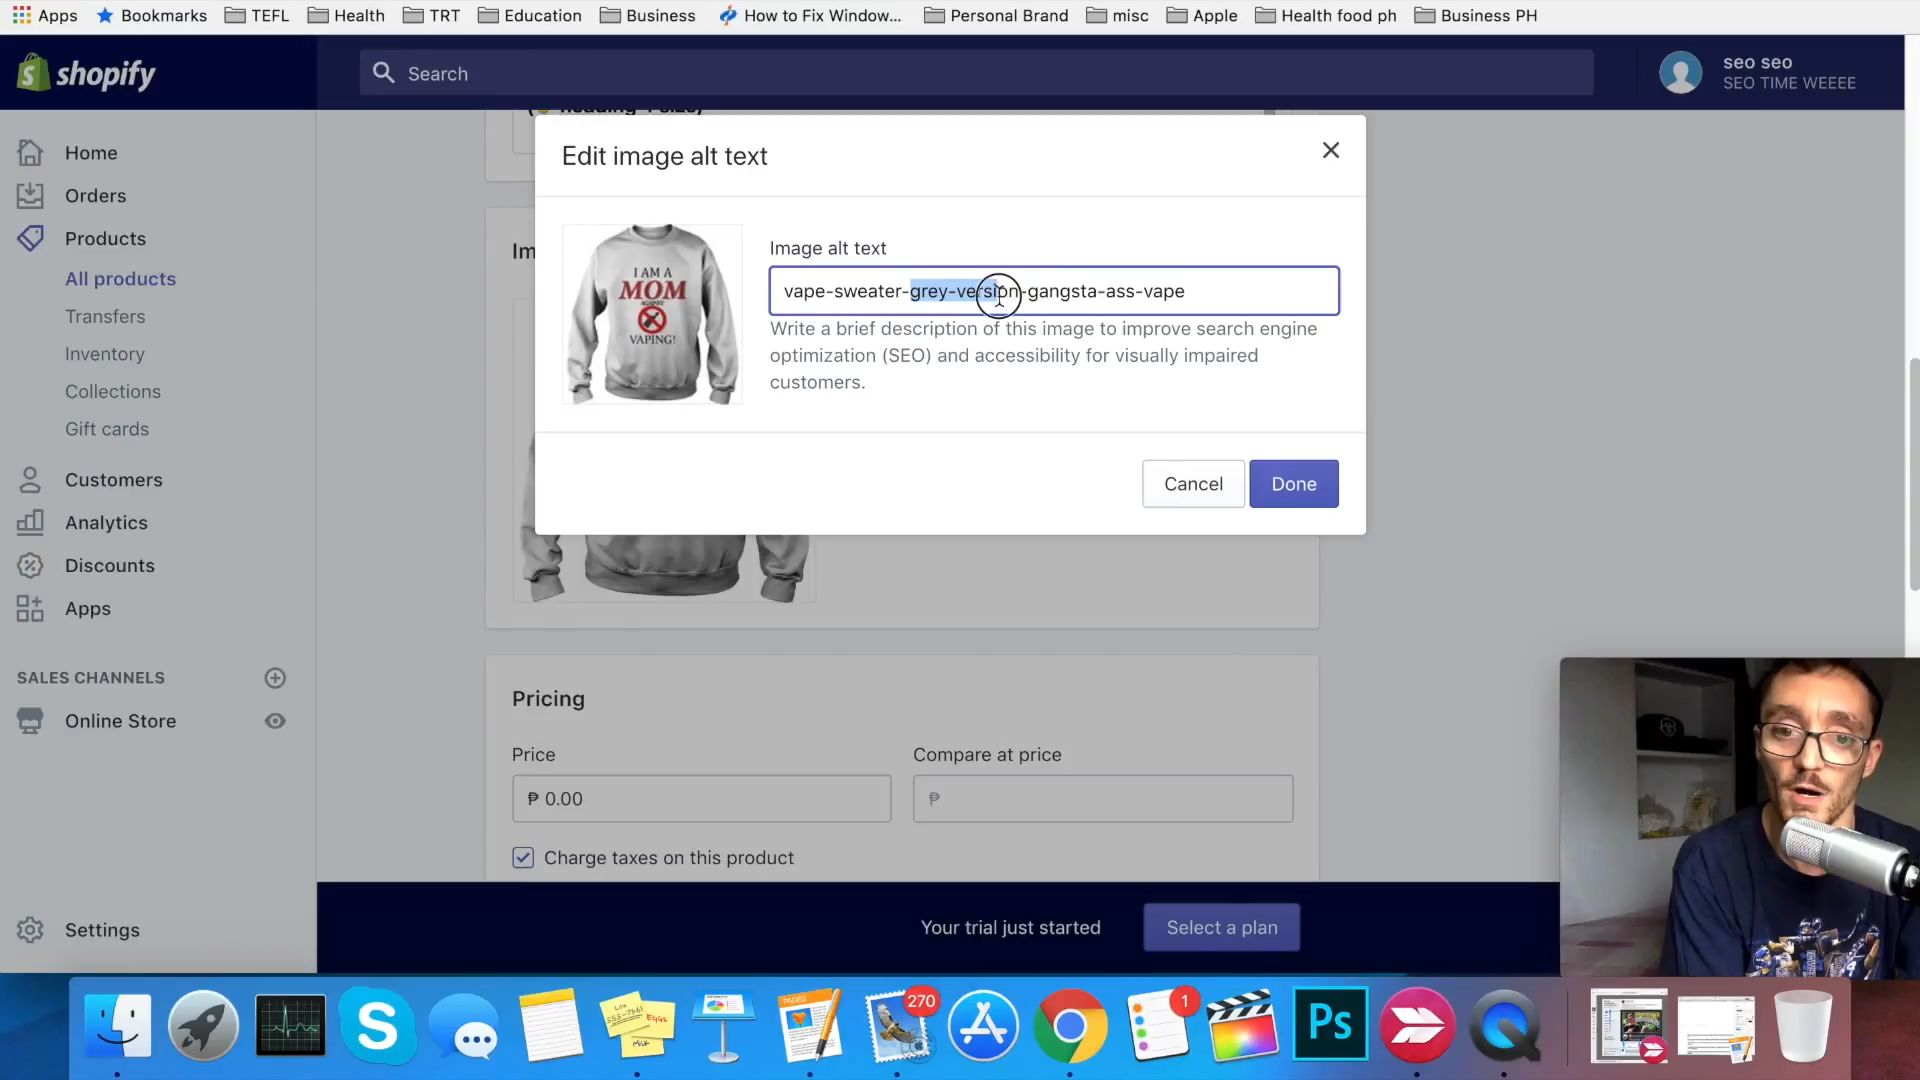 Apps
Bookmarks
TEFL
Health
TRT
Education
Business
How to Fix Window...
Personal Brand
misc
Apple
Health food ph
Business PH
shopify
Search
seo seo
SEO TIME WEEEE
Home
Orders
Products
All products
Transfers
Inventory
Collections
Gift cards
Customers
Analytics
Discounts
Apps
SALES CHANNELS
Online Store
Settings
Edit image alt text
Im
I AM A
MOM
AGAINST
VAPING!
Image alt text
vape-sweater-grey-version-gangsta-ass-vape
Write a brief description of this image to improve search engine
optimization (SEO) and accessibility for visually impaired
customers.
Cancel
Done
Pricing
Price
Compare at price
₱ 0.00
₱
Charge taxes on this product
Your trial just started
Select a plan
PAGES
270
1
Ps